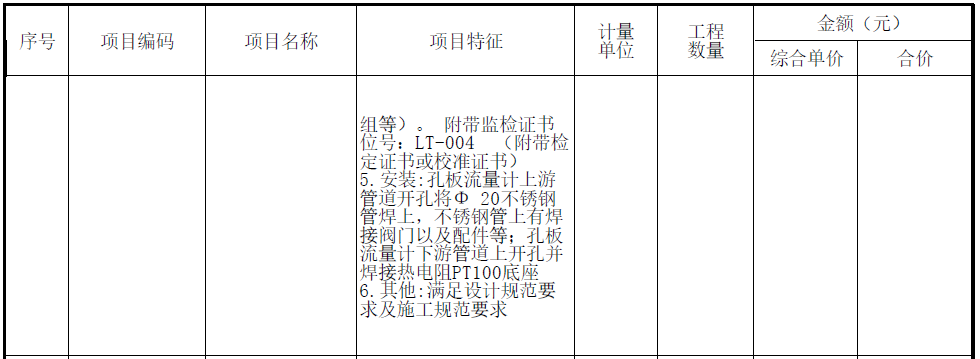 序号 项目编码 项目名称 项目特征 计量单位 工程数量 金额（元）
综合单价 合价
组等）。 附带监检证书
位号：LT-004 （附带检
定证书或校准证书）
5.安装:孔板流量计上游
管道开孔将Φ 20不锈钢
管焊上，不锈钢管上有焊
接阀门以及配件等；孔板
流量计下游管道上开孔并
焊接热电阻PT100底座
6.其他:满足设计规范要
求及施工规范要求